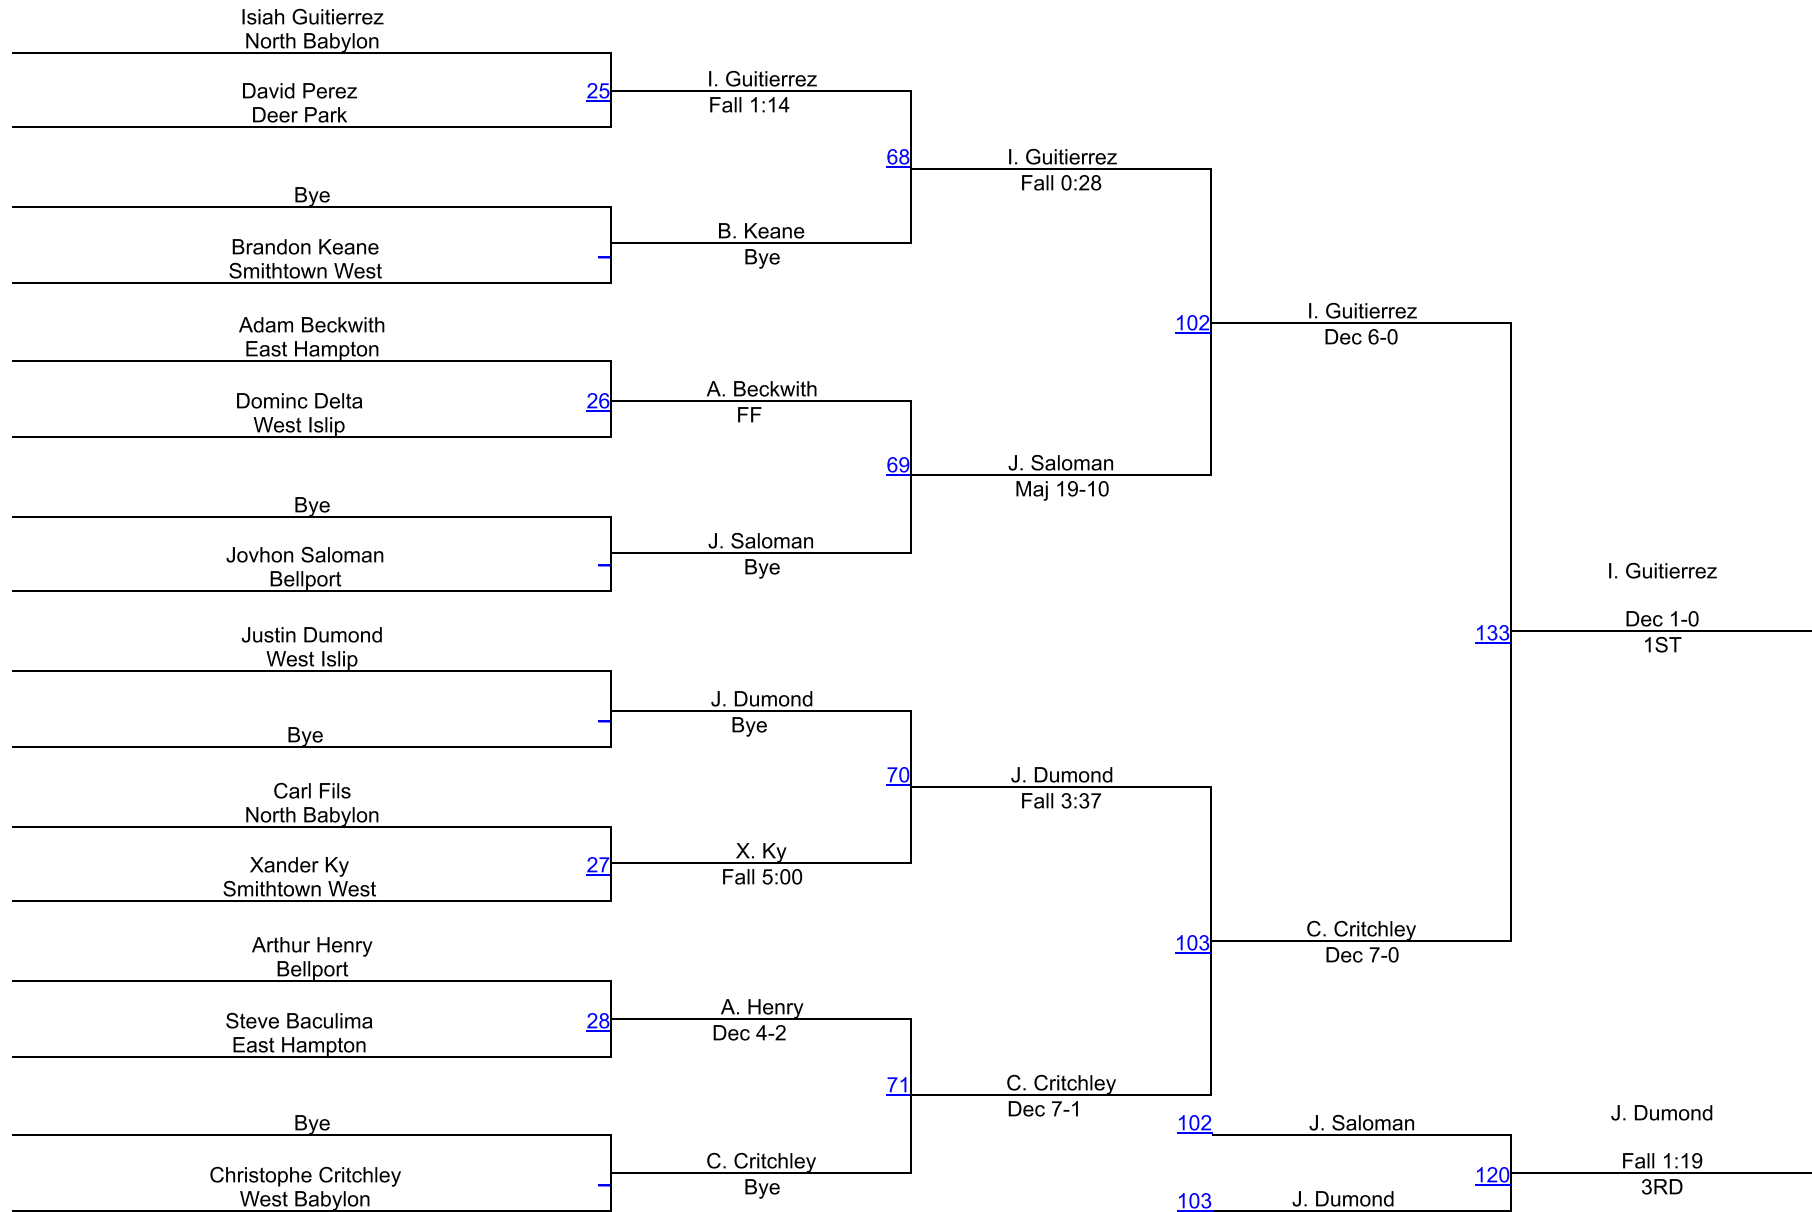 Isiah Guitierrez
North Babylon
David Perez
Deer Park
25
I. Guitierrez
Fall 1:14
Bye
Brandon Keane
Smithtown West
B. Keane
Bye
68
I. Guitierrez
Fall 0:28
Adam Beckwith
East Hampton
Dominc Delta
West Islip
26
A. Beckwith
FF
Bye
Jovhon Saloman
Bellport
J. Saloman
Bye
69
J. Saloman
Maj 19-10
102
I. Guitierrez
Dec 6-0
Justin Dumond
West Islip
Bye
J. Dumond
Bye
Carl Fils
North Babylon
Xander Ky
Smithtown West
27
X. Ky
Fall 5:00
70
J. Dumond
Fall 3:37
Arthur Henry
Bellport
Steve Baculima
East Hampton
28
A. Henry
Dec 4-2
Bye
Christophe Critchley
West Babylon
C. Critchley
Bye
71
C. Critchley
Dec 7-1
103
C. Critchley
Dec 7-0
133
I. Guitierrez
Dec 1-0
1ST
102
J. Saloman
103
J. Dumond
120
J. Dumond
Fall 1:19
3RD